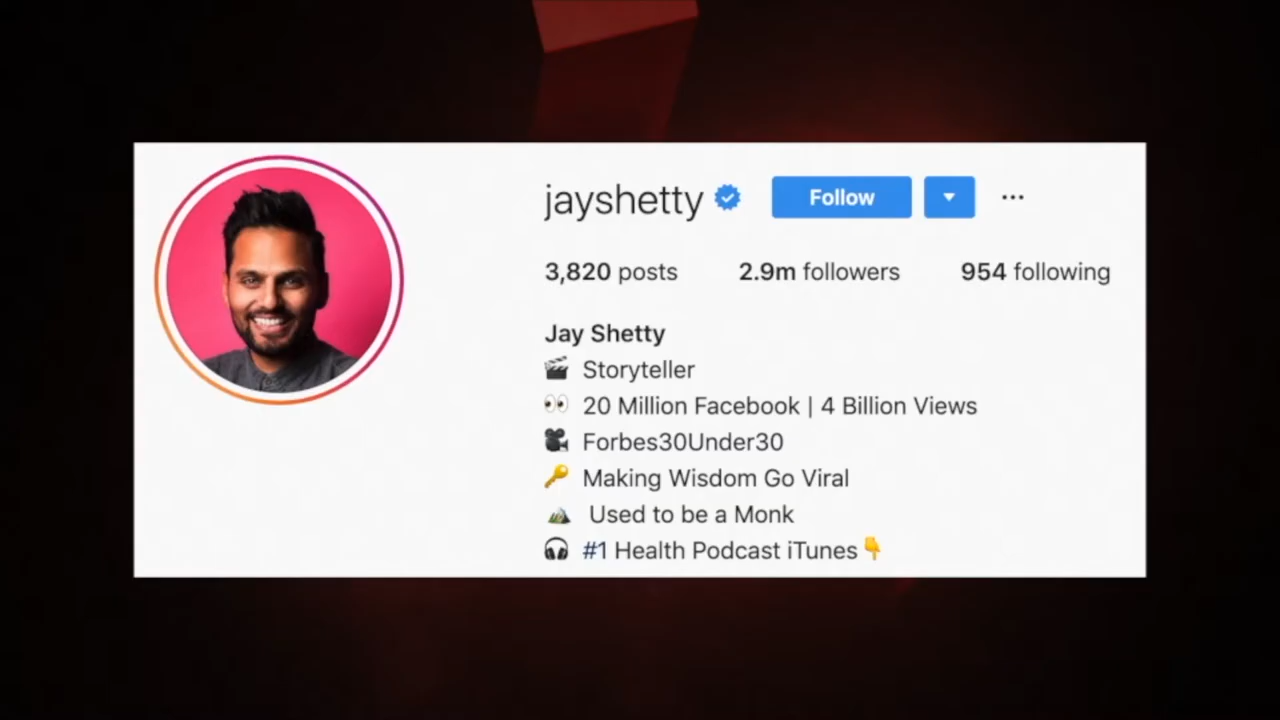 jayshetty Follow ...
3,820 posts 2.9m followers 954 following
Jay Shetty
Storyteller
20 Million Facebook | 4 Billion Views
Forbes30Under30
Making Wisdom Go Viral
Used to be a Monk
#1 Health Podcast iTunes